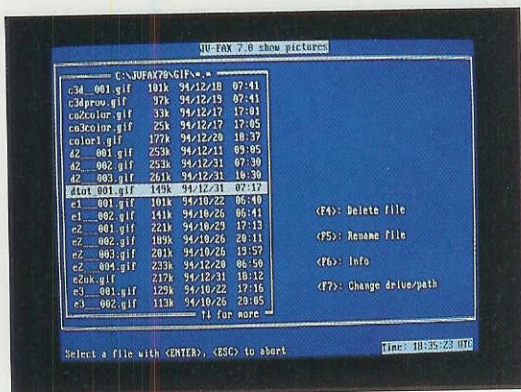 JV-FAX 7.0 show pictures
C:\JVFAX70\GIF\*.*
c3d__001.gif 101k 94/12/18 07:41
c3dprov.gif 97k 94/12/19 07:41
co2color.gif 33k 94/12/17 17:01
co3color.gif 25k 94/12/17 17:05
color1.gif 177k 94/12/20 18:37
d2___001.gif 253k 94/12/11 09:05
d2___002.gif 253k 94/12/31 07:30
d2___003.gif 261k 94/12/31 10:30
dtot_001.gif 149k 94/12/31 07:17
e1___001.gif 101k 94/10/22 06:40
e1___002.gif 141k 94/10/26 06:41
e2___001.gif 221k 94/10/29 17:13
e2___002.gif 189k 94/10/26 20:11
e2___003.gif 201k 94/10/26 19:57
e2___004.gif 233k 94/12/20 06:50
e2uk.gif 217k 94/12/31 18:12
e3___001.gif 129k 94/10/22 17:16
e3___002.gif 113k 94/10/26 20:05
↑↓ for more
<F4>: Delete file
<F5>: Rename file
<F6>: Info
<F7>: Change drive/path
Select a file with <ENTER>, <ESC> to abort
Time: 18:35:23 UTC